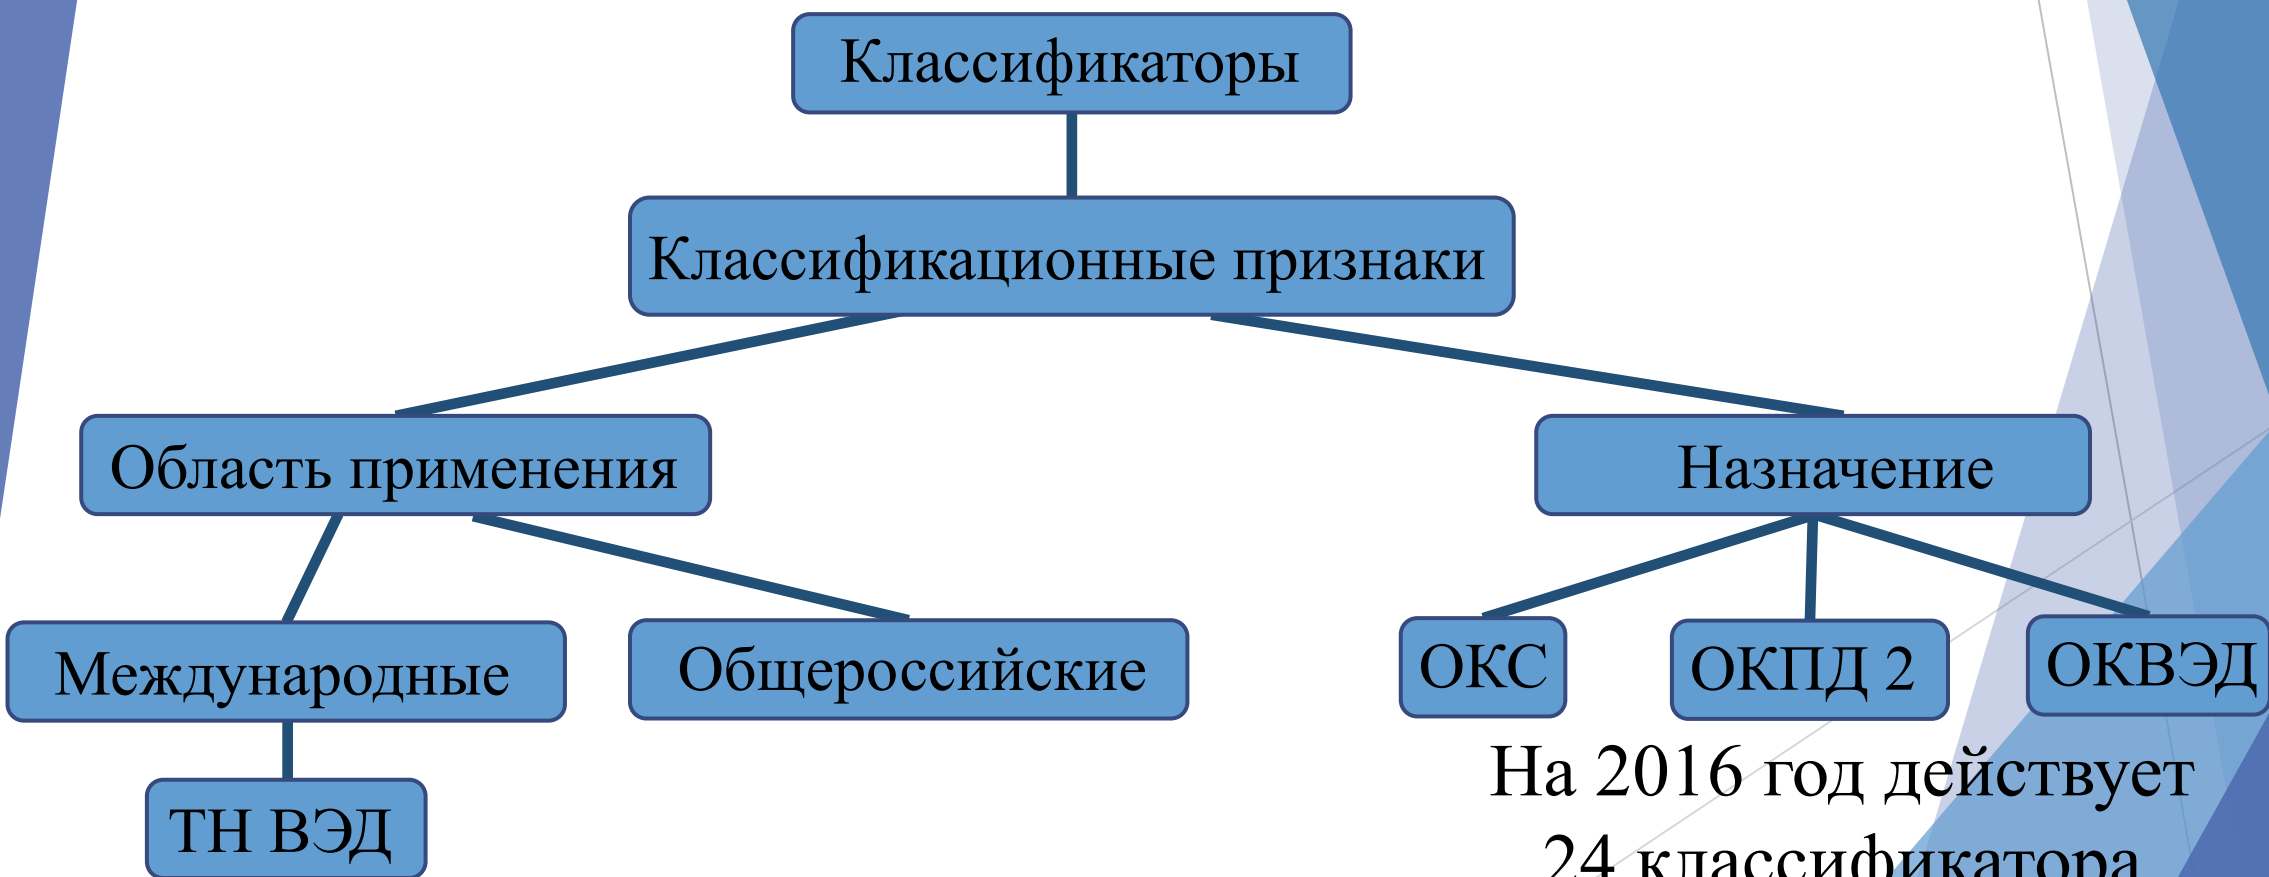 Классификаторы
Классификационные признаки
Область применения
Назначение
Международные
Общероссийские
ОКС
ОКПД 2
ОКВЭД
ТН ВЭД
На 2016 год действует
24 классификатора